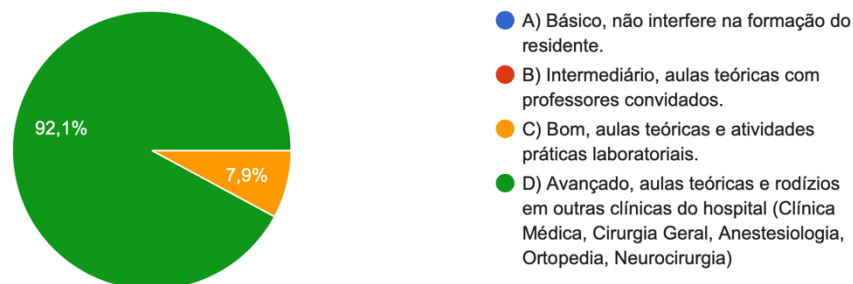 92,1%
7,9%
A) Básico, não interfere na formação do
residente.
B) Intermediário, aulas teóricas com
professores convidados.
C) Bom, aulas teóricas e atividades
práticas laboratoriais.
D) Avançado, aulas teóricas e rodízios
em outras clínicas do hospital (Clínica
Médica, Cirurgia Geral, Anestesiologia,
Ortopedia, Neurocirurgia)